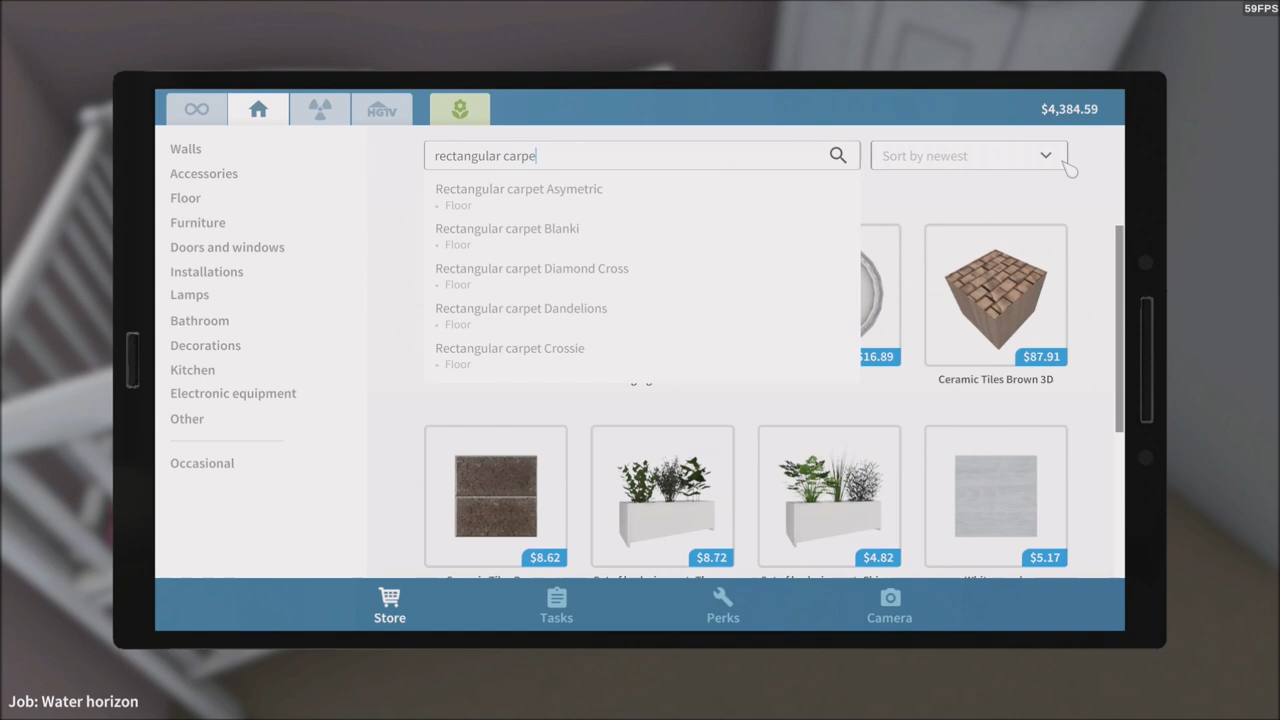 59FPS
HGTV
$4,384.59
Walls
Accessories
Floor
Furniture
Doors and windows
Installations
Lamps
Bathroom
Decorations
Kitchen
Electronic equipment
Other
Occasional
rectangular carpe
Sort by newest
Rectangular carpet Asymetric
Floor
Rectangular carpet Blanki
Floor
Rectangular carpet Diamond Cross
Floor
Rectangular carpet Dandelions
Floor
Rectangular carpet Crossie
Floor
$16.89
$87.91
Ceramic Tiles Brown 3D
$8.62
$8.72
$4.82
$5.17
Store
Tasks
Perks
Camera
Job: Water horizon